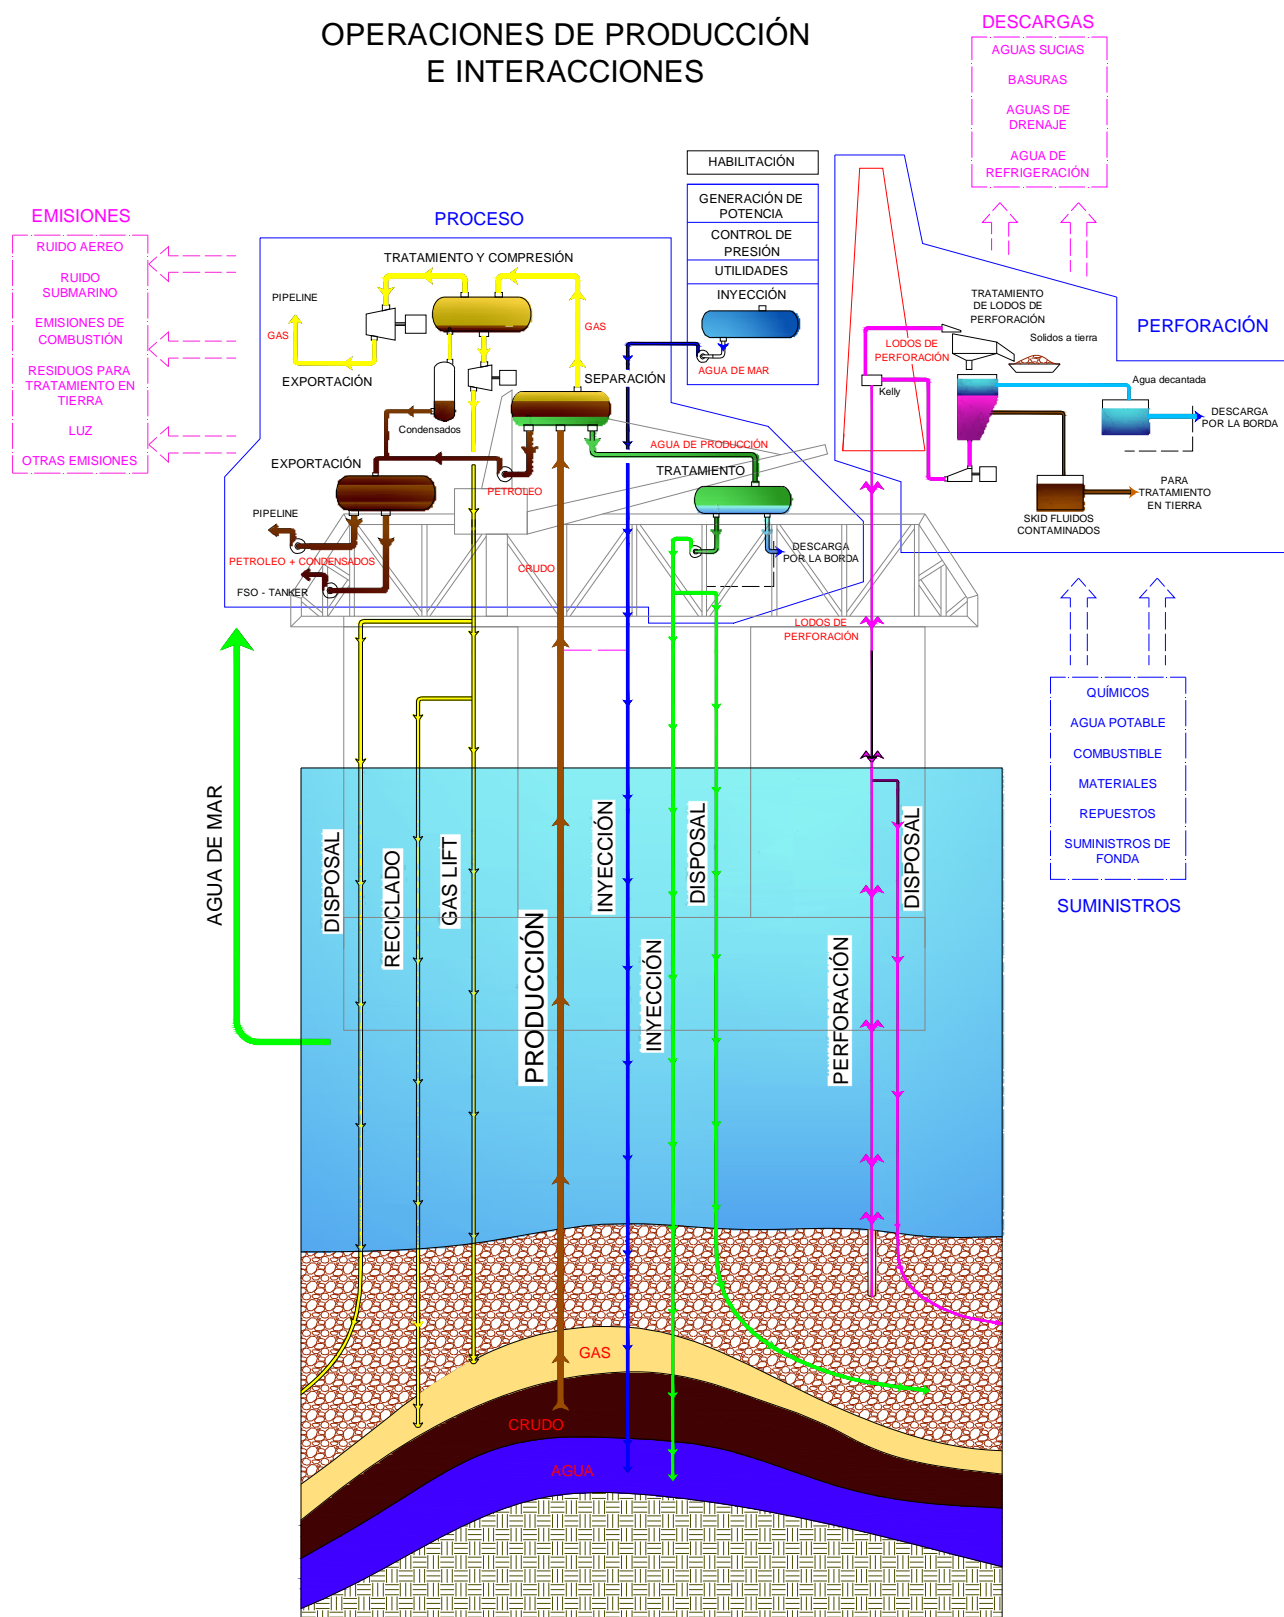 OPERACIONES DE PRODUCCIÓN
E INTERACCIONES
DESCARGAS
AGUAS SUCIAS
BASURAS
AGUAS DE
DRENAJE
AGUA DE
REFRIGERACIÓN
EMISIONES
RUIDO AEREO
RUIDO
SUBMARINO
EMISIONES DE
COMBUSTIÓN
RESIDUOS PARA
TRATAMIENTO EN
TIERRA
LUZ
OTRAS EMISIONES
PROCESO
TRATAMIENTO Y COMPRESIÓN
PIPELINE
GAS
EXPORTACIÓN
GAS
SEPARACIÓN
Condensados
EXPORTACIÓN
PETROLEO
PIPELINE
PETROLEO + CONDENSADOS
FSO - TANKER
CRUDO
AGUA DE PRODUCCIÓN
TRATAMIENTO
DESCARGA
POR LA BORDA
HABILITACIÓN
GENERACIÓN DE
POTENCIA
CONTROL DE
PRESIÓN
UTILIDADES
INYECCIÓN
AGUA DE MAR
PERFORACIÓN
TRATAMIENTO
DE LODOS DE
PERFORACIÓN
Solidos a tierra
LODOS DE
PERFORACIÓN
Kelly
Agua decantada
DESCARGA
POR LA BORDA
PARA
TRATAMIENTO
EN TIERRA
SKID FLUIDOS
CONTAMINADOS
LODOS DE
PERFORACIÓN
QUÍMICOS
AGUA POTABLE
COMBUSTIBLE
MATERIALES
REPUESTOS
SUMINISTROS DE
FONDA
SUMINISTROS
AGUA DE MAR
DISPOSAL
RECICLADO
GAS LIFT
PRODUCCIÓN
INYECCIÓN
INYECCIÓN
DISPOSAL
PERFORACIÓN
DISPOSAL
GAS
CRUDO
AGUA